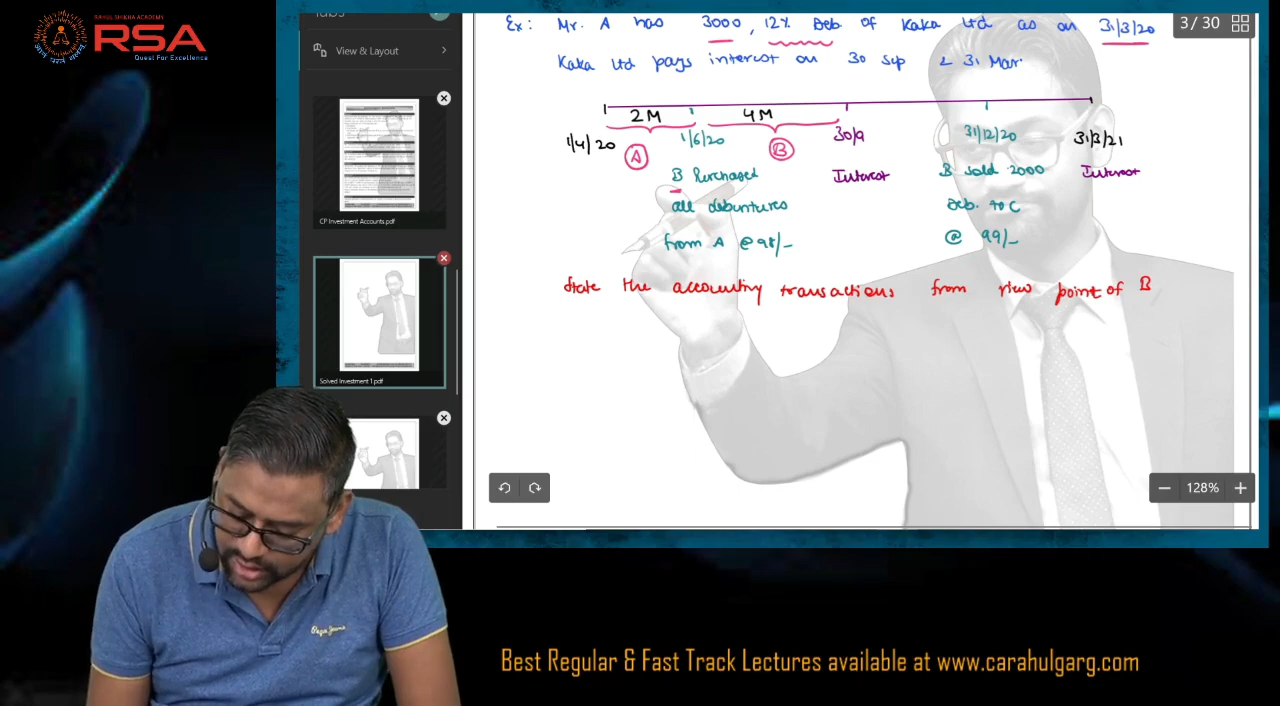 RAHUL SHIKHA ACADEMY
RSA
Quest For Excellence
Tabs
View & Layout
CP Investment Accounts.pdf
Solved Investment 1.pdf
3 / 30
Ex: Mr. A has 3000, 12% Deb of Kaka Ltd as on 31/3/20
Kaka Ltd pays interest on 30 Sep & 31 Mar.
2M 4M
1/4/20 A 1/6/20 B 30/9 31/12/20 31/3/21
B Purchased Interest B sold 2000 Interest
all debentures Deb. to C
from A @ 98/- @ 99/-
State the accounting transactions from view point of B
128%
Pepe Jeans
Best Regular & Fast Track Lectures available at www.carahulgarg.com